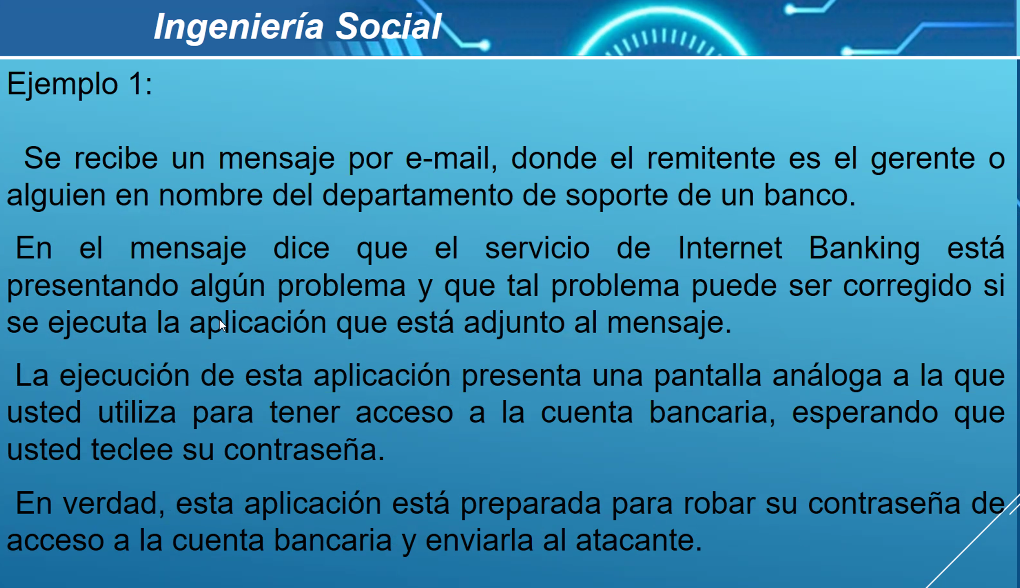 Ingeniería Social
Ejemplo 1:
Se recibe un mensaje por e-mail, donde el remitente es el gerente o
alguien en nombre del departamento de soporte de un banco.
En el mensaje dice que el servicio de Internet Banking está
presentando algún problema y que tal problema puede ser corregido si
se ejecuta la aplicación que está adjunto al mensaje.
La ejecución de esta aplicación presenta una pantalla análoga a la que
usted utiliza para tener acceso a la cuenta bancaria, esperando que
usted teclee su contraseña.
En verdad, esta aplicación está preparada para robar su contraseña de
acceso a la cuenta bancaria y enviarla al atacante.